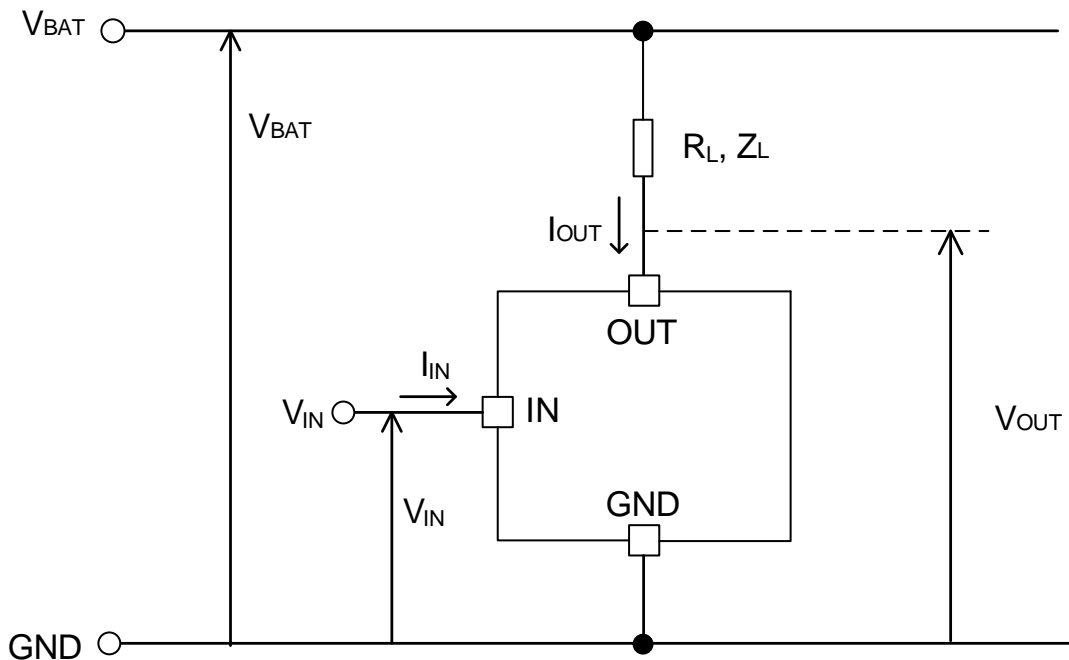 VBAT
VBAT
RL, ZL
IOUT
OUT
IIN
VIN
IN
VOUT
GND
VIN
GND